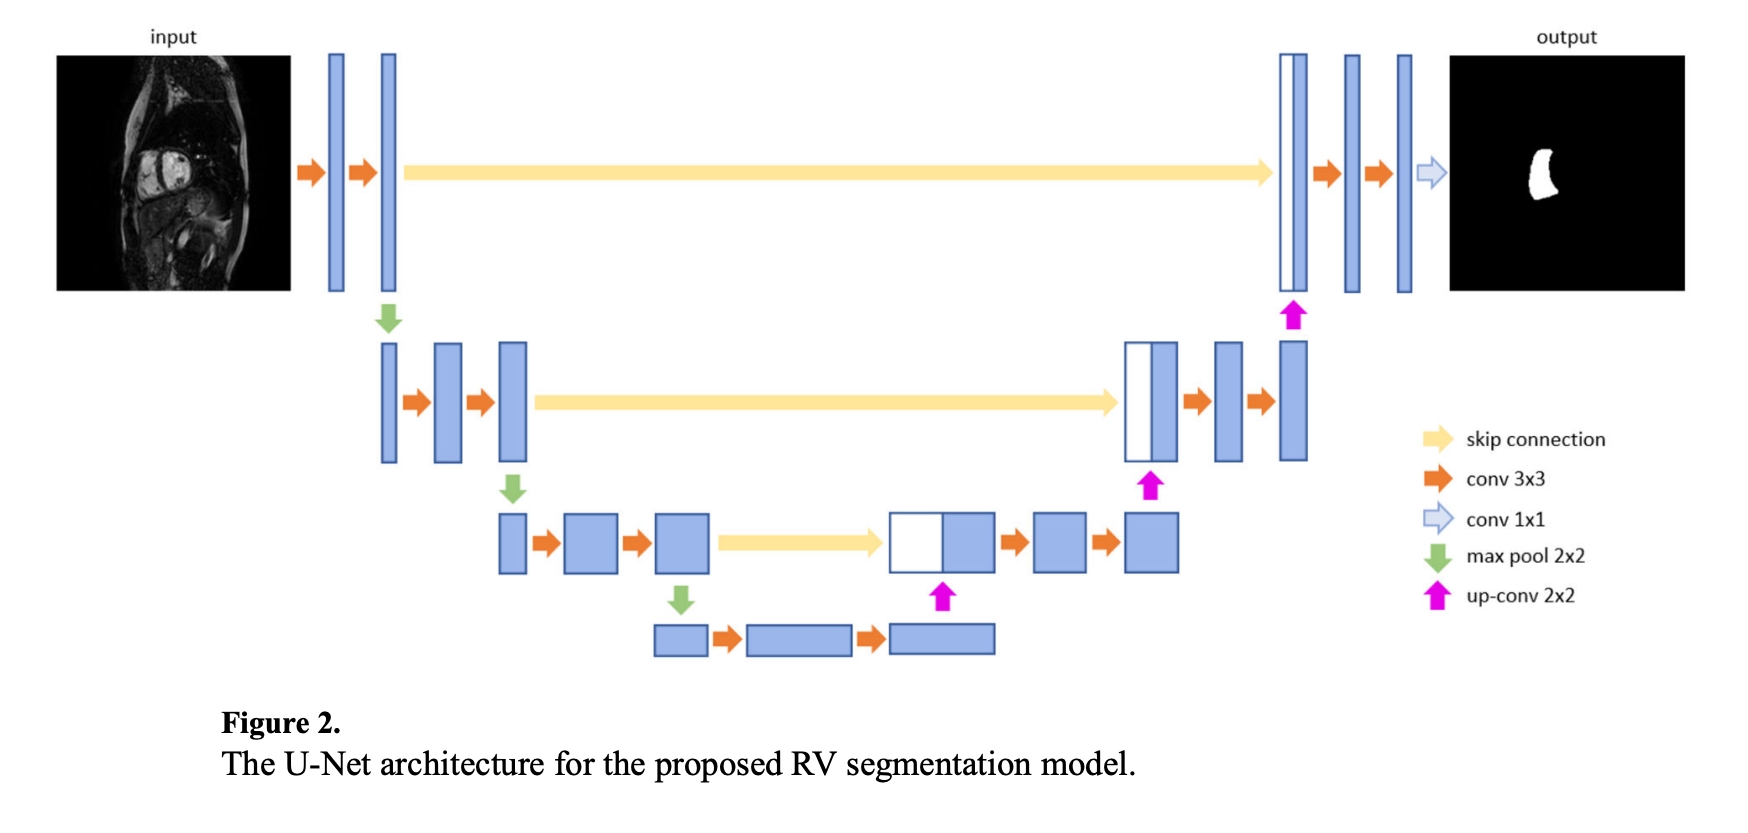 input
output
skip connection
conv 3x3
conv 1x1
max pool 2x2
up-conv 2x2
Figure 2.
The U-Net architecture for the proposed RV segmentation model.